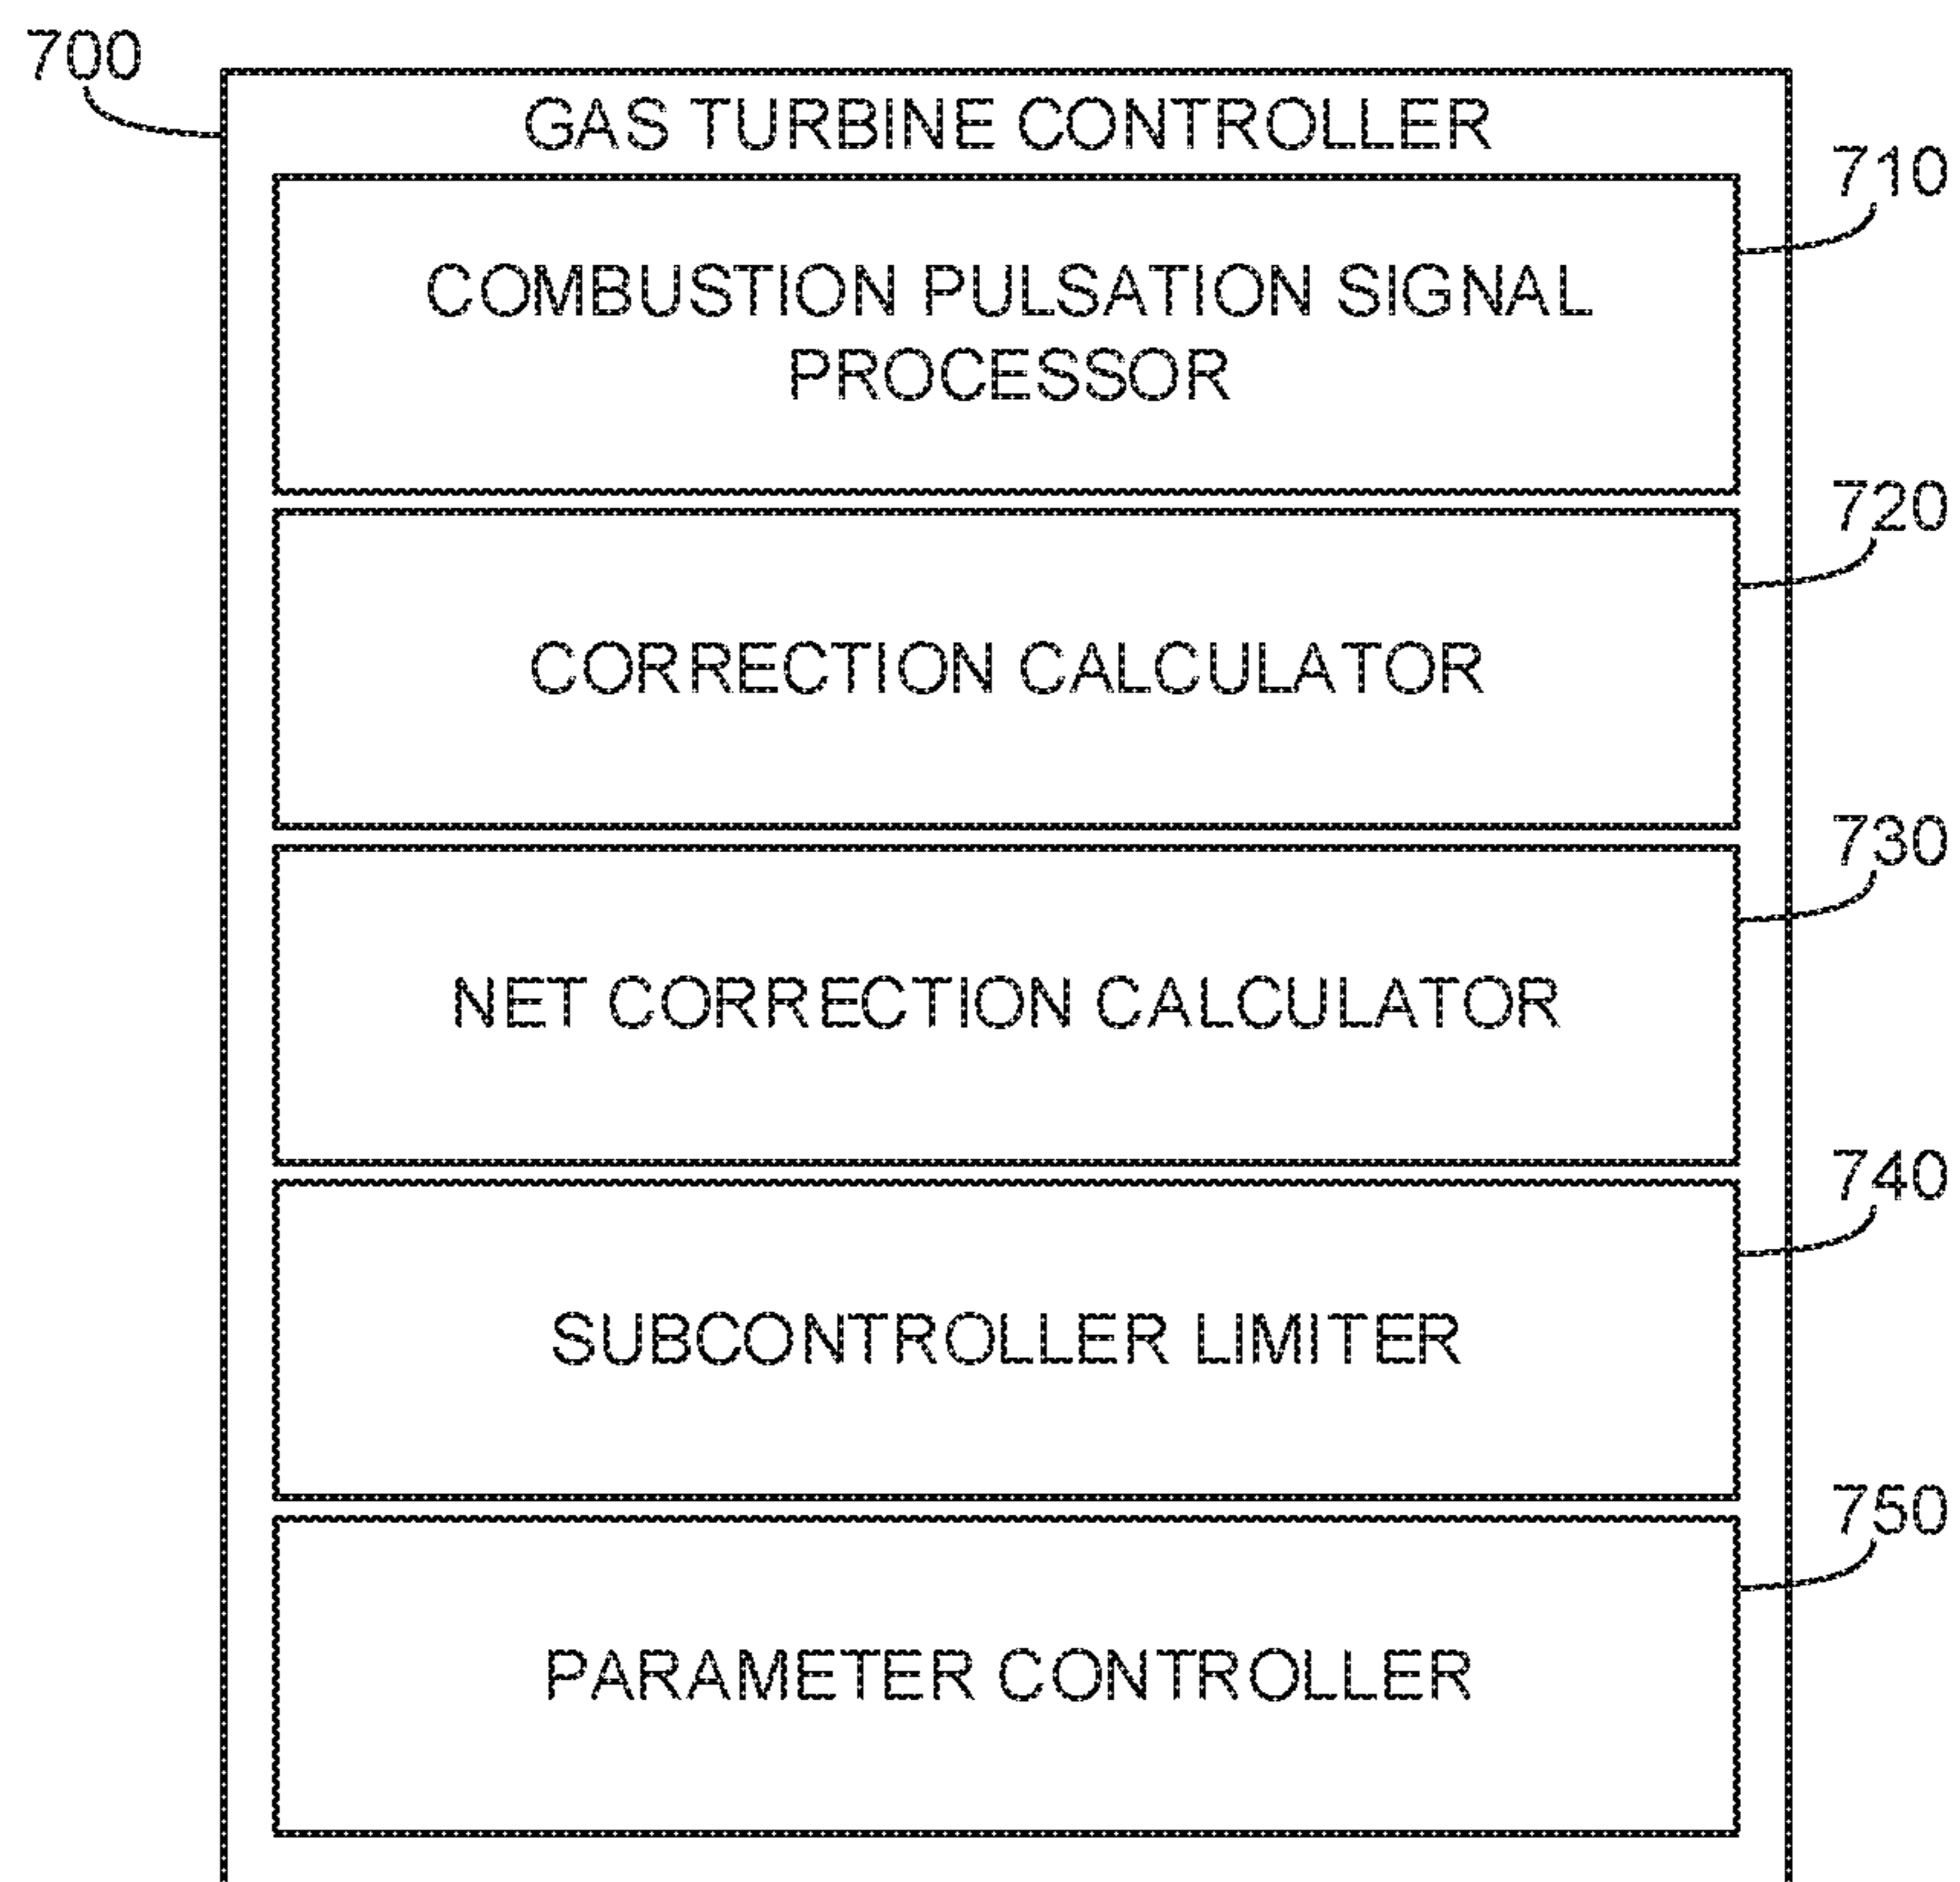 700
GAS TURBINE CONTROLLER
710
COMBUSTION PULSATION SIGNAL
PROCESSOR
720
CORRECTION CALCULATOR
730
NET CORRECTION CALCULATOR
740
SUBCONTROLLER LIMITER
750
PARAMETER CONTROLLER